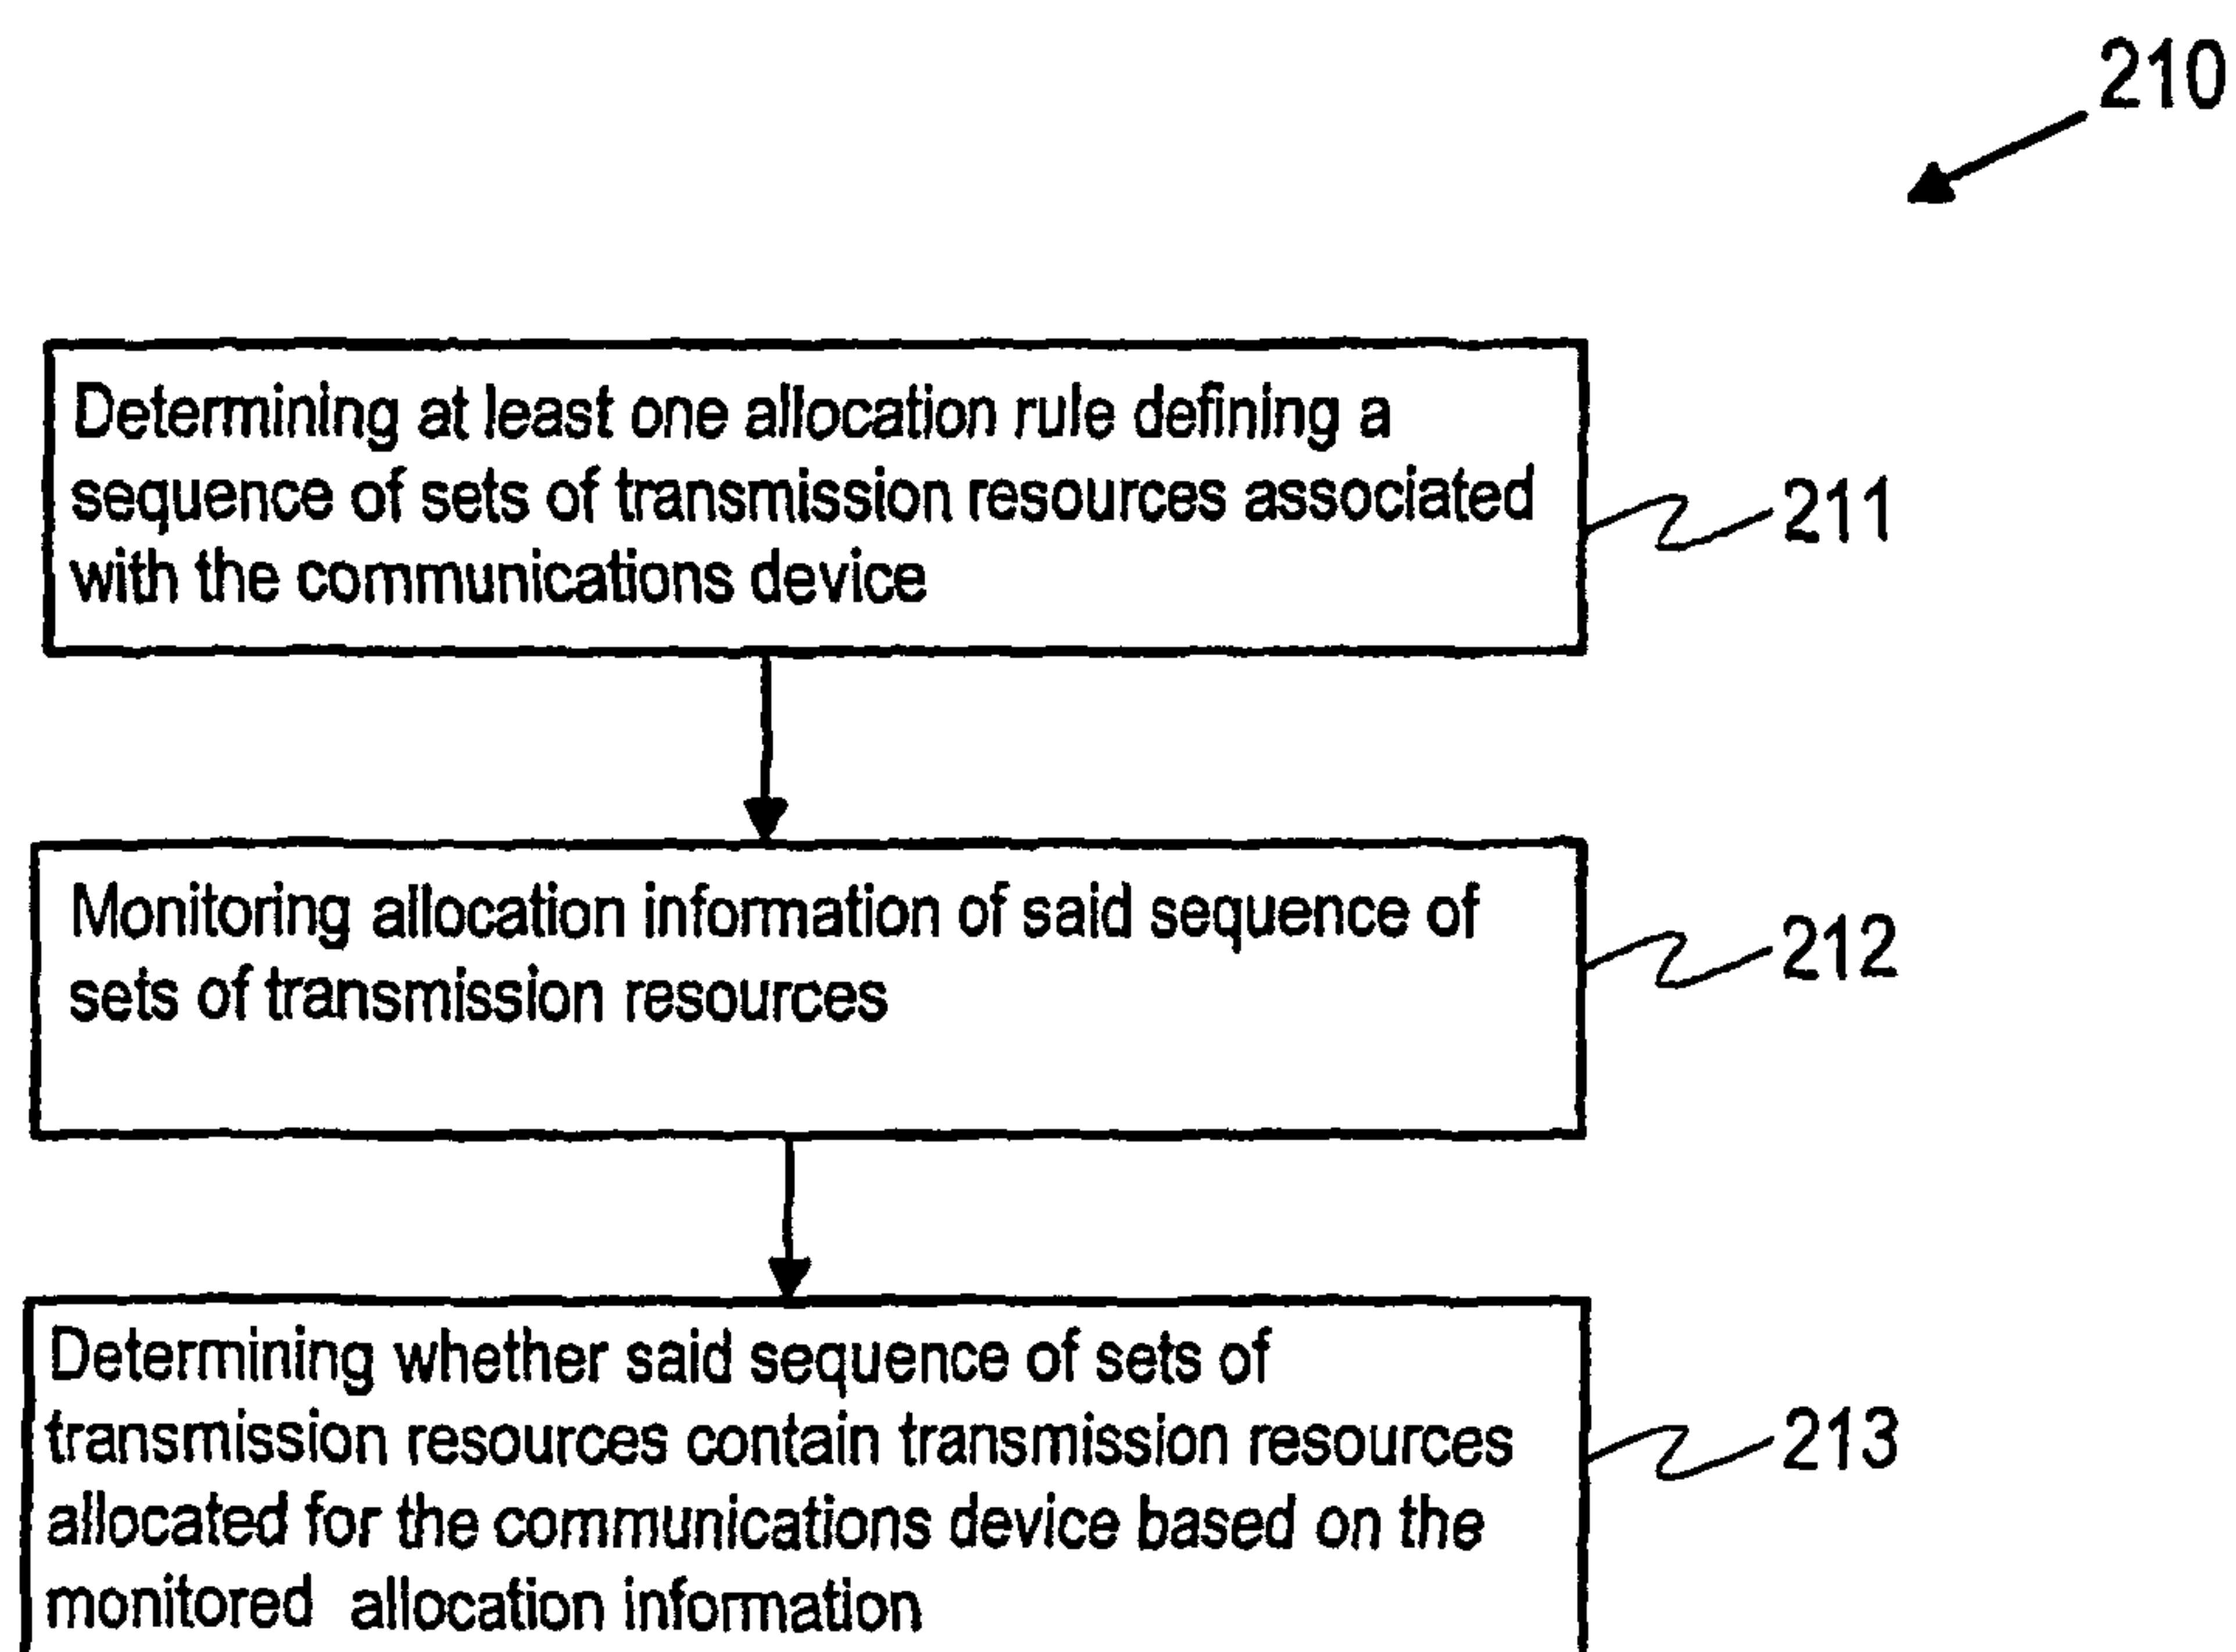 210
Determining at least one allocation rule defining a
sequence of sets of transmission resources associated
with the communications device
211
Monitoring allocation information of said sequence of
sets of transmission resources
212
Determining whether said sequence of sets of
transmission resources contain transmission resources
allocated for the communications device based on the
monitored allocation information
213